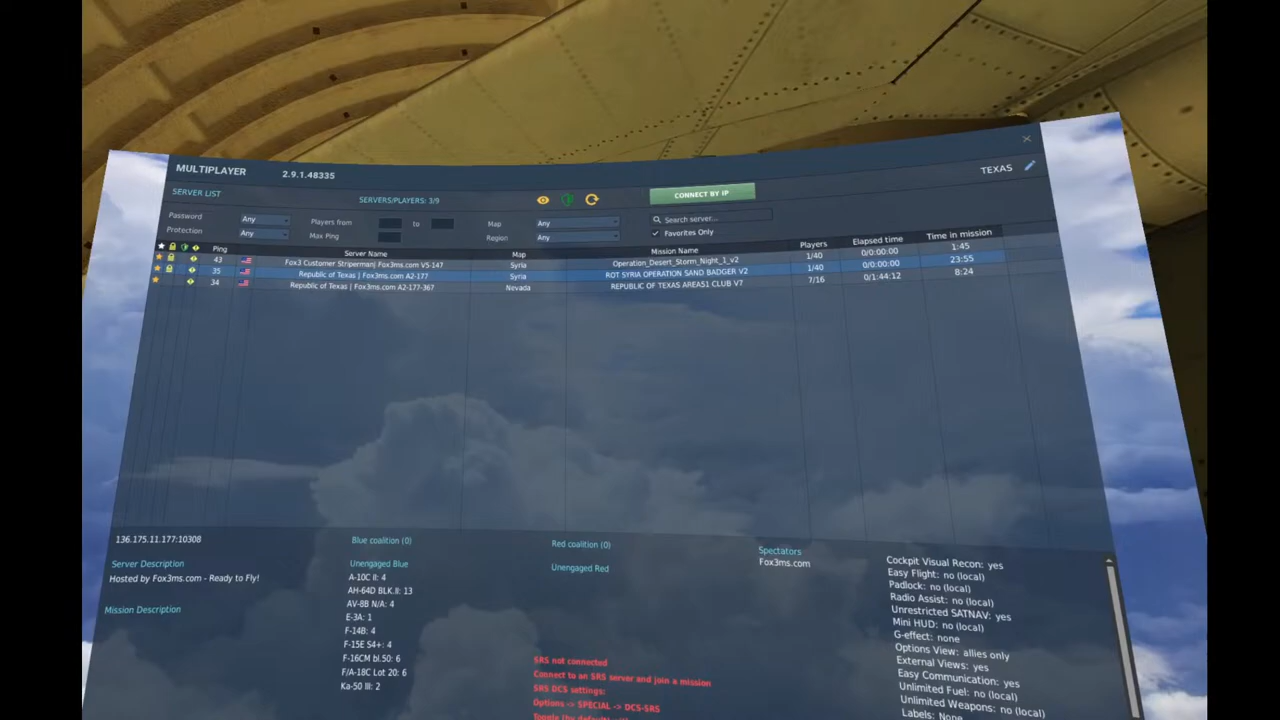 MULTIPLAYER 2.9.1.48335
TEXAS
SERVER LIST SERVERS/PLAYERS: 3/9 CONNECT BY IP
Password Any Players from to Map Any Search server...
Protection Any Max Ping Region Any Favorites Only
Ping Server Name Map Mission Name Players Elapsed time Time in mission
43 Fox3 Customer Striperman| Fox3ms.com V5-147 Syria Operation_Desert_Storm_Night_1_v2 1/40 0/0:00:00 1:45
35 Republic of Texas | Fox3ms.com A2-177 Syria ROT SYRIA OPERATION SAND BADGER V2 1/40 0/0:00:00 23:55
34 Republic of Texas | Fox3ms.com A2-177-367 Nevada REPUBLIC OF TEXAS AREA51 CLUB V7 7/16 0/1:44:12 8:24
136.175.11.177:10308
Server Description
Hosted by Fox3ms.com - Ready to Fly!
Mission Description
Blue coalition (0)
Unengaged Blue
A-10C II: 4
AH-64D BLK.II: 13
AV-8B N/A: 4
E-3A: 1
F-14B: 4
F-15E S4+: 4
F-16CM bl.50: 6
F/A-18C Lot 20: 6
Ka-50 III: 2
Red coalition (0)
Unengaged Red
SRS not connected
Connect to an SRS server and join a mission
SRS DCS settings:
Options -> SPECIAL -> DCS-SRS
Spectators
Fox3ms.com
Cockpit Visual Recon: yes
Easy Flight: no (local)
Padlock: no (local)
Radio Assist: no (local)
Unrestricted SATNAV: yes
Mini HUD: no (local)
G-effect: none
Options View: allies only
External Views: yes
Easy Communication: yes
Unlimited Fuel: no (local)
Unlimited Weapons: no (local)
Labels: None